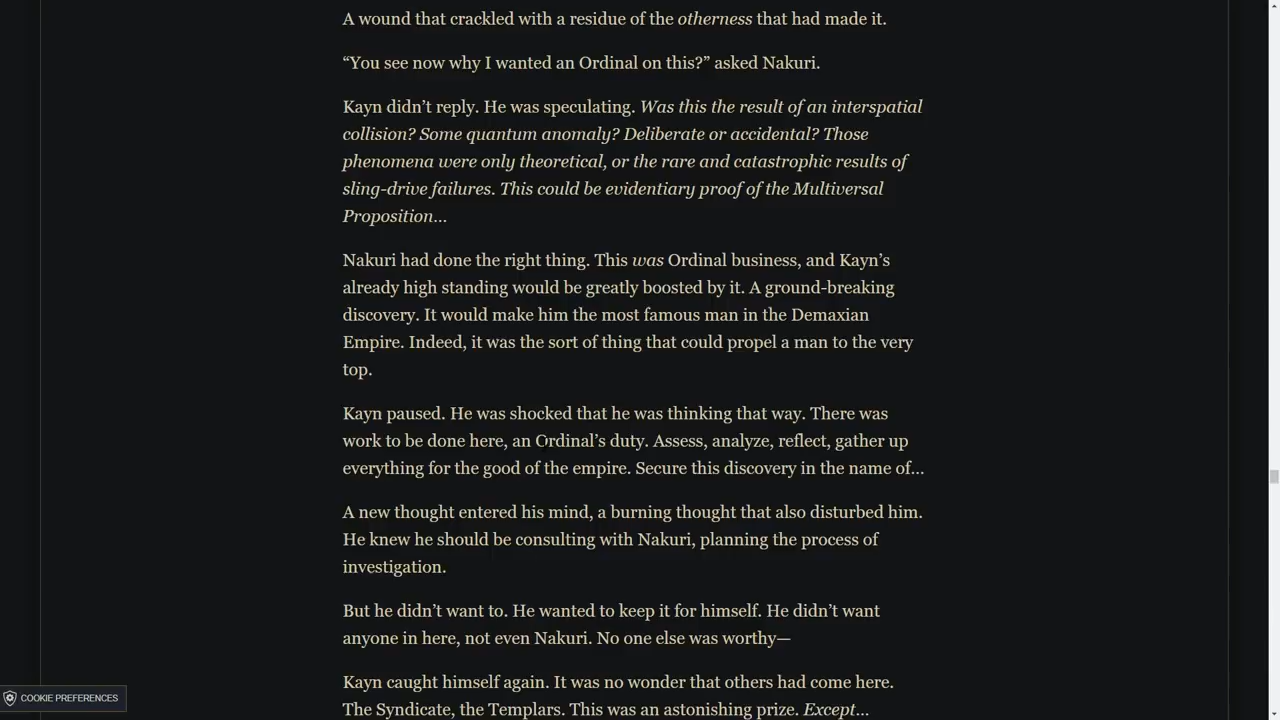 A wound that crackled with a residue of the otherness that had made it.
“You see now why I wanted an Ordinal on this?” asked Nakuri.
Kayn didn’t reply. He was speculating. Was this the result of an interspatial
collision? Some quantum anomaly? Deliberate or accidental? Those
phenomena were only theoretical, or the rare and catastrophic results of
sling-drive failures. This could be evidentiary proof of the Multiversal
Proposition…
Nakuri had done the right thing. This was Ordinal business, and Kayn’s
already high standing would be greatly boosted by it. A ground-breaking
discovery. It would make him the most famous man in the Demaxian
Empire. Indeed, it was the sort of thing that could propel a man to the very
top.
Kayn paused. He was shocked that he was thinking that way. There was
work to be done here, an Ordinal’s duty. Assess, analyze, reflect, gather up
everything for the good of the empire. Secure this discovery in the name of…
A new thought entered his mind, a burning thought that also disturbed him.
He knew he should be consulting with Nakuri, planning the process of
investigation.
But he didn’t want to. He wanted to keep it for himself. He didn’t want
anyone in here, not even Nakuri. No one else was worthy—
Kayn caught himself again. It was no wonder that others had come here.
The Syndicate, the Templars. This was an astonishing prize. Except…
COOKIE PREFERENCES